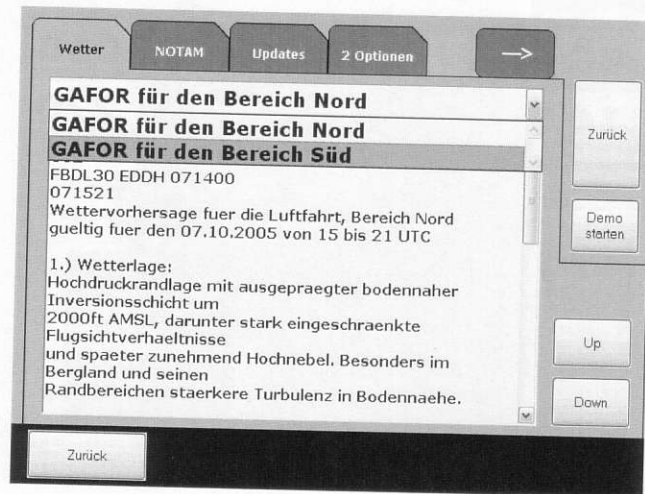 Wetter
NOTAM
Updates
2 Optionen
—>
GAFOR für den Bereich Nord
GAFOR für den Bereich Nord
GAFOR für den Bereich Süd
FBDL30 EDDH 071400
071521
Wettervorhersage fuer die Luftfahrt, Bereich Nord
gueltig fuer den 07.10.2005 von 15 bis 21 UTC
1.) Wetterlage:
Hochdruckrandlage mit ausgepraegter bodennaher
Inversionsschicht um
2000ft AMSL, darunter stark eingeschraenkte
Flugsichtverhaeltnisse
und spaeter zunehmend Hochnebel. Besonders im
Bergland und seinen
Randbereichen staerkere Turbulenz in Bodennaehe.
Zurück
Demo
starten
Up
Down
Zurück